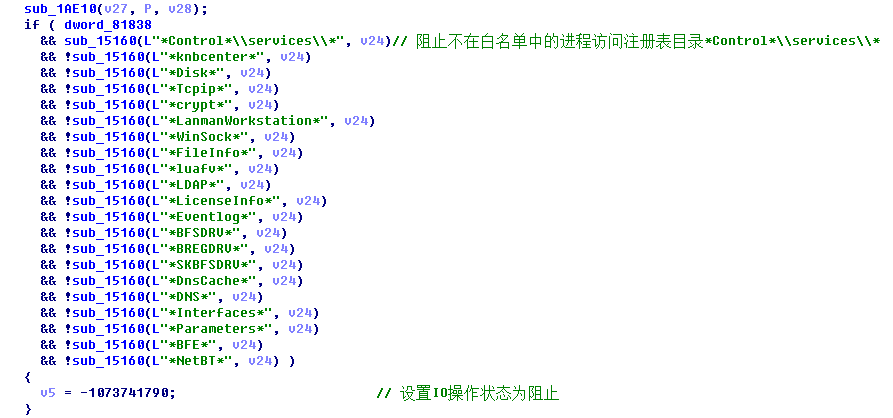 sub_1AE10(v27, P, v28);
if ( dword_81838
&& sub_15160(L"*Control*\\services\\*", v24)// 阻止不在白名单中的进程访问注册表目录*Control*\\services\\*
&& !sub_15160(L"*knbcenter*", v24)
&& !sub_15160(L"*Disk*", v24)
&& !sub_15160(L"*Tcpip*", v24)
&& !sub_15160(L"*crypt*", v24)
&& !sub_15160(L"*LanmanWorkstation*", v24)
&& !sub_15160(L"*WinSock*", v24)
&& !sub_15160(L"*FileInfo*", v24)
&& !sub_15160(L"*luafv*", v24)
&& !sub_15160(L"*LDAP*", v24)
&& !sub_15160(L"*LicenseInfo*", v24)
&& !sub_15160(L"*Eventlog*", v24)
&& !sub_15160(L"*BFSDRV*", v24)
&& !sub_15160(L"*BREGDRV*", v24)
&& !sub_15160(L"*SKBFSDRV*", v24)
&& !sub_15160(L"*DnsCache*", v24)
&& !sub_15160(L"*DNS*", v24)
&& !sub_15160(L"*Interfaces*", v24)
&& !sub_15160(L"*Parameters*", v24)
&& !sub_15160(L"*BFE*", v24)
&& !sub_15160(L"*NetBT*", v24) )
{
v5 = -1073741790; // 设置IO操作状态为阻止
}